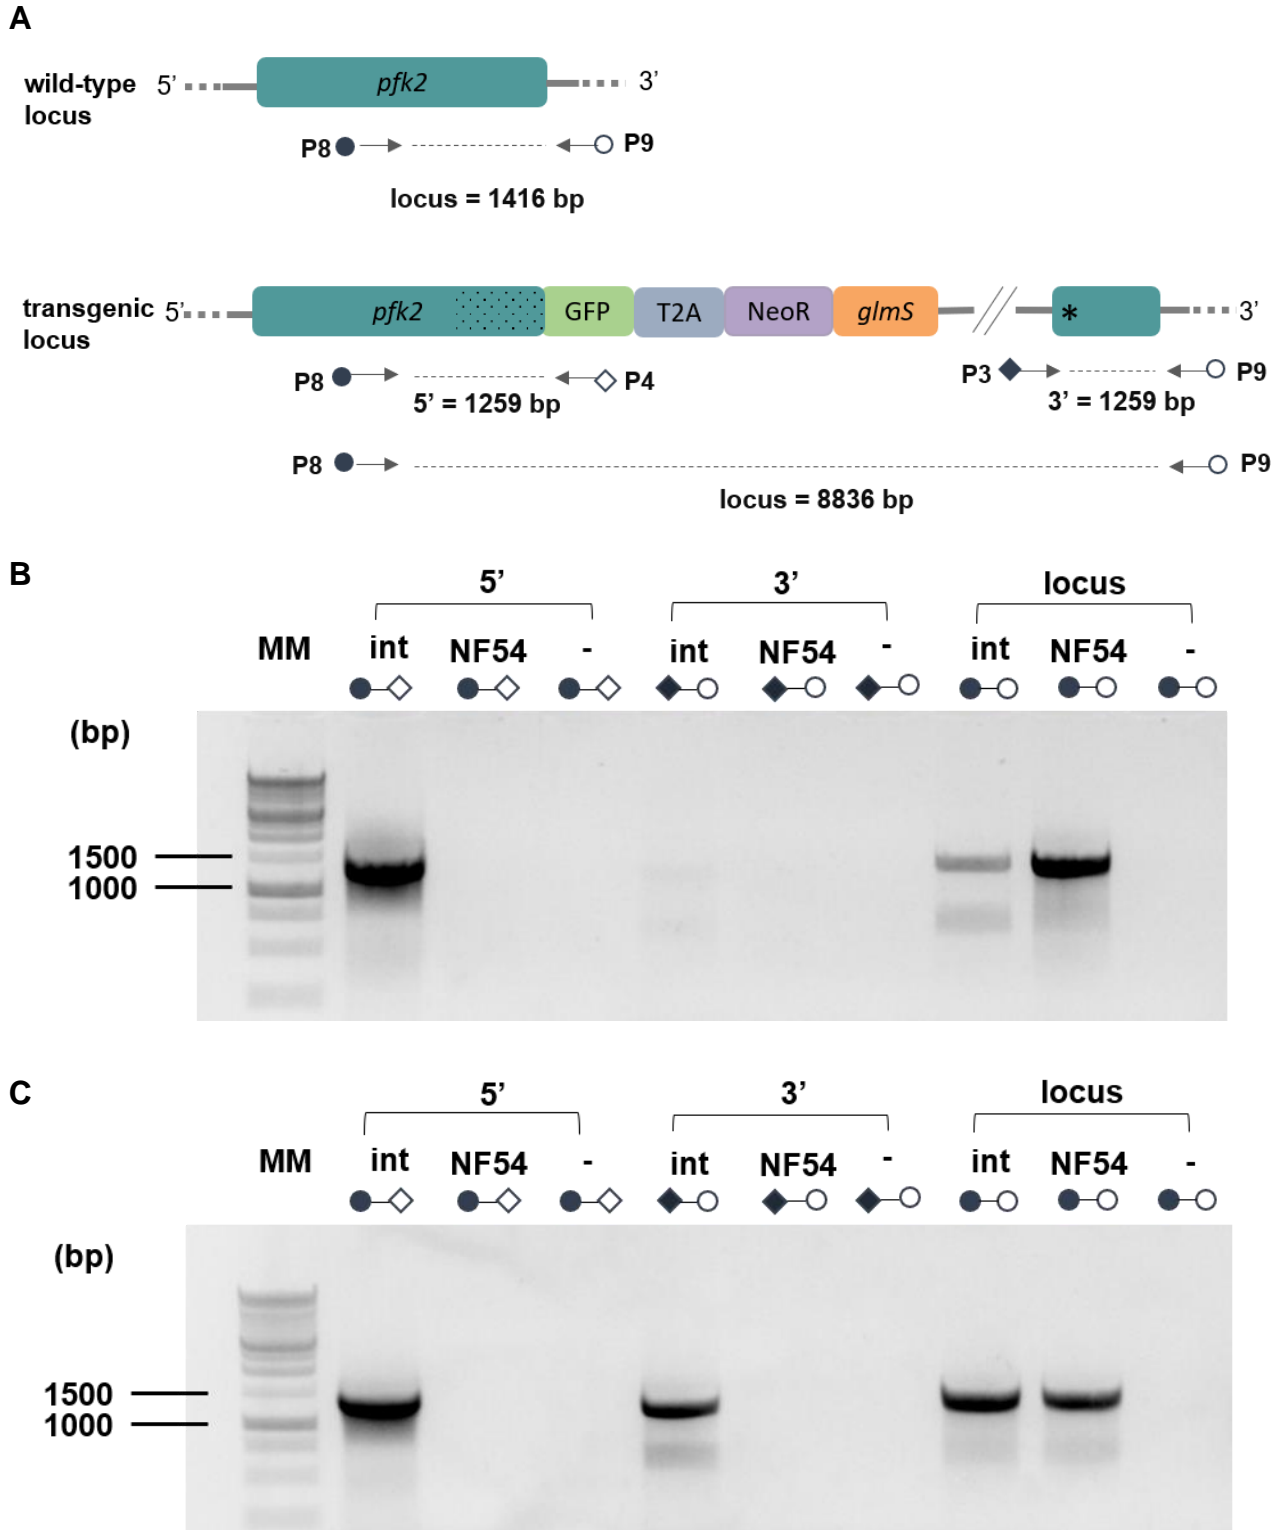 A
wild-type
locus
5’
pfk2
3’
P8
P9
locus = 1416 bp
transgenic
locus
5’
pfk2
GFP
T2A
NeoR
glmS
*
3’
P8
P4
5’ = 1259 bp
P3
P9
3’ = 1259 bp
P8
P9
locus = 8836 bp
B
5’
3’
locus
MM
int
NF54
-
int
NF54
-
int
NF54
-
(bp)
1500
1000
C
5’
3’
locus
MM
int
NF54
-
int
NF54
-
int
NF54
-
(bp)
1500
1000